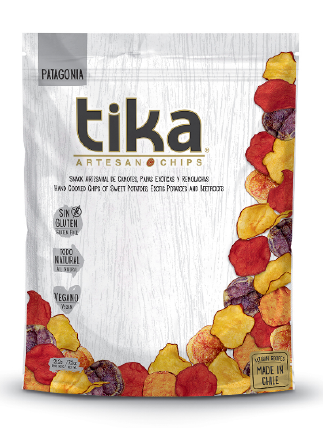 PATAGONIA
tika
ARTESAN CHIPS
SNACK ARTESANAL DE CAMOTES, PAPAS EXÓTICAS Y REMOLACHAS
HAND COOKED CHIPS OF SWEET POTATOES, EXOTIC POTATOES AND BEETROOTS
SIN
GLUTEN
GLUTEN FREE
TODO
NATURAL
ALL NATURAL
VEGANO
VEGAN
MADE IN
CHILE